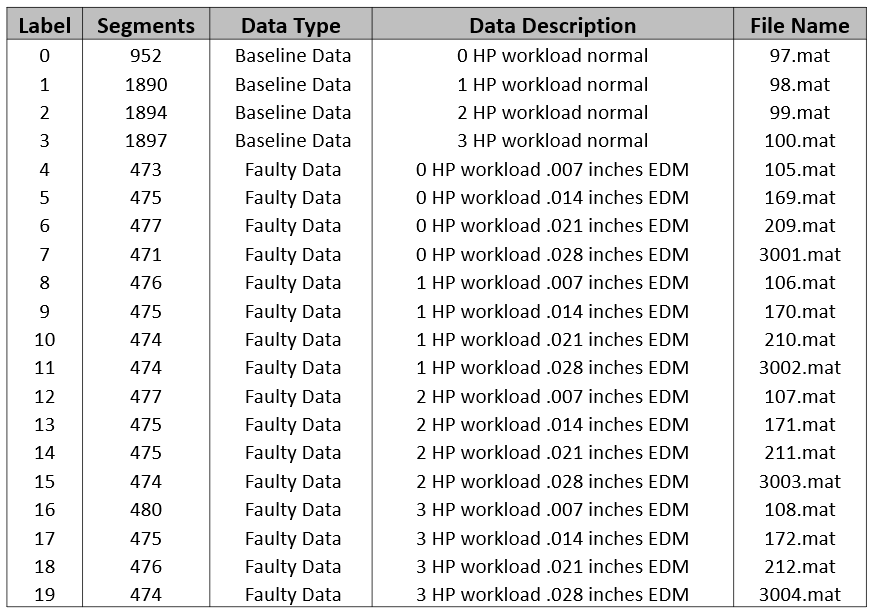 Label Segments Data Type Data Description File Name
0 952 Baseline Data 0 HP workload normal 97.mat
1 1890 Baseline Data 1 HP workload normal 98.mat
2 1894 Baseline Data 2 HP workload normal 99.mat
3 1897 Baseline Data 3 HP workload normal 100.mat
4 473 Faulty Data 0 HP workload .007 inches EDM 105.mat
5 475 Faulty Data 0 HP workload .014 inches EDM 169.mat
6 477 Faulty Data 0 HP workload .021 inches EDM 209.mat
7 471 Faulty Data 0 HP workload .028 inches EDM 3001.mat
8 476 Faulty Data 1 HP workload .007 inches EDM 106.mat
9 475 Faulty Data 1 HP workload .014 inches EDM 170.mat
10 474 Faulty Data 1 HP workload .021 inches EDM 210.mat
11 474 Faulty Data 1 HP workload .028 inches EDM 3002.mat
12 477 Faulty Data 2 HP workload .007 inches EDM 107.mat
13 475 Faulty Data 2 HP workload .014 inches EDM 171.mat
14 475 Faulty Data 2 HP workload .021 inches EDM 211.mat
15 474 Faulty Data 2 HP workload .028 inches EDM 3003.mat
16 480 Faulty Data 3 HP workload .007 inches EDM 108.mat
17 475 Faulty Data 3 HP workload .014 inches EDM 172.mat
18 476 Faulty Data 3 HP workload .021 inches EDM 212.mat
19 474 Faulty Data 3 HP workload .028 inches EDM 3004.mat